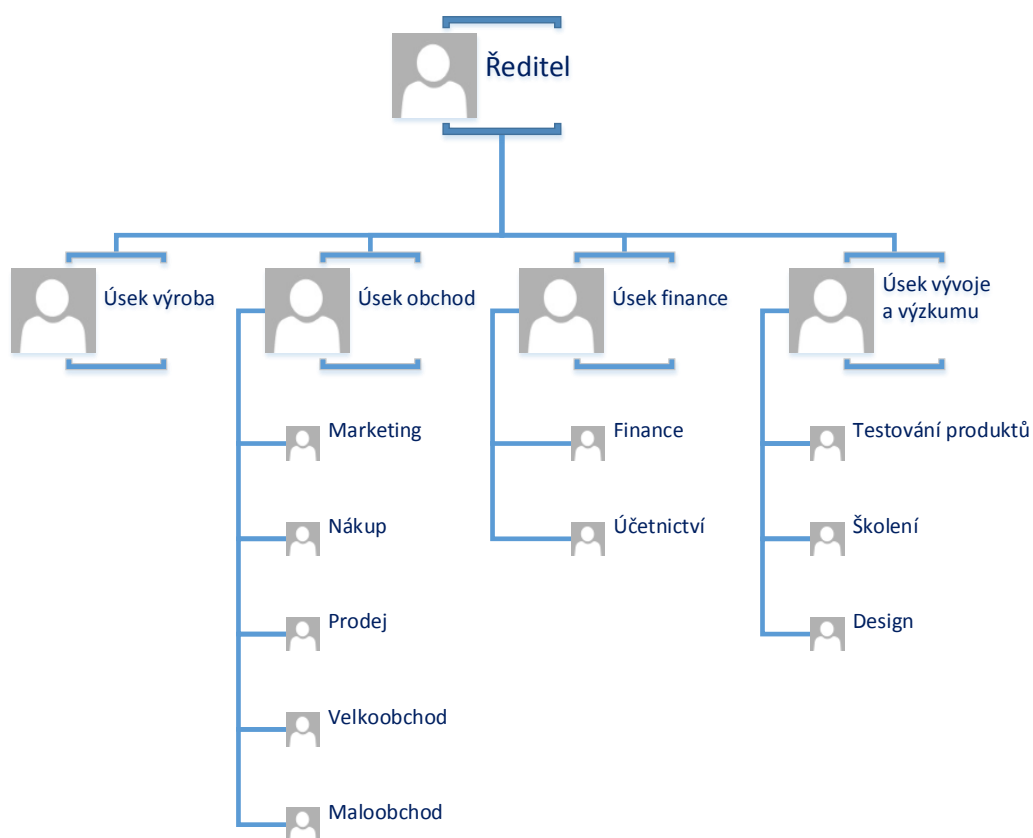 Ředitel
Úsek výroba
Úsek obchod
Úsek finance
Úsek vývoje
a výzkumu
Marketing
Nákup
Prodej
Velkoobchod
Maloobchod
Finance
Účetnictví
Testování produktů
Školení
Design